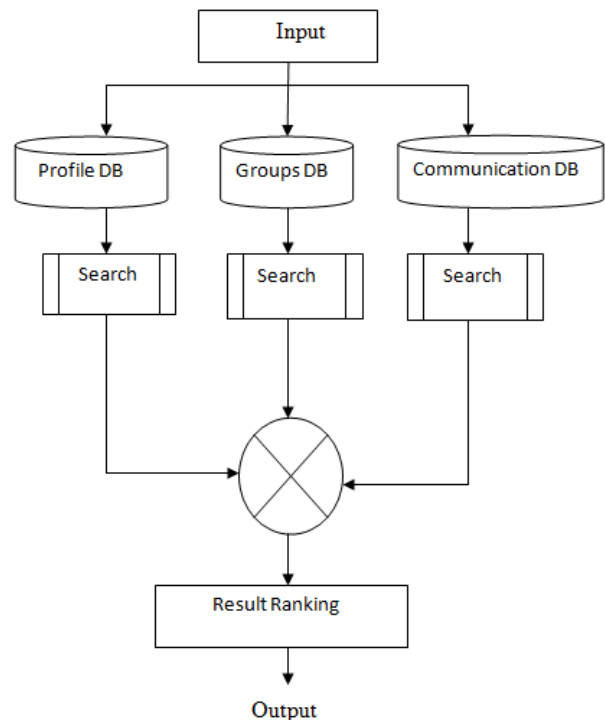 Input
Profile DB
Groups DB
Communication DB
Search
Search
Search
Result Ranking
Output